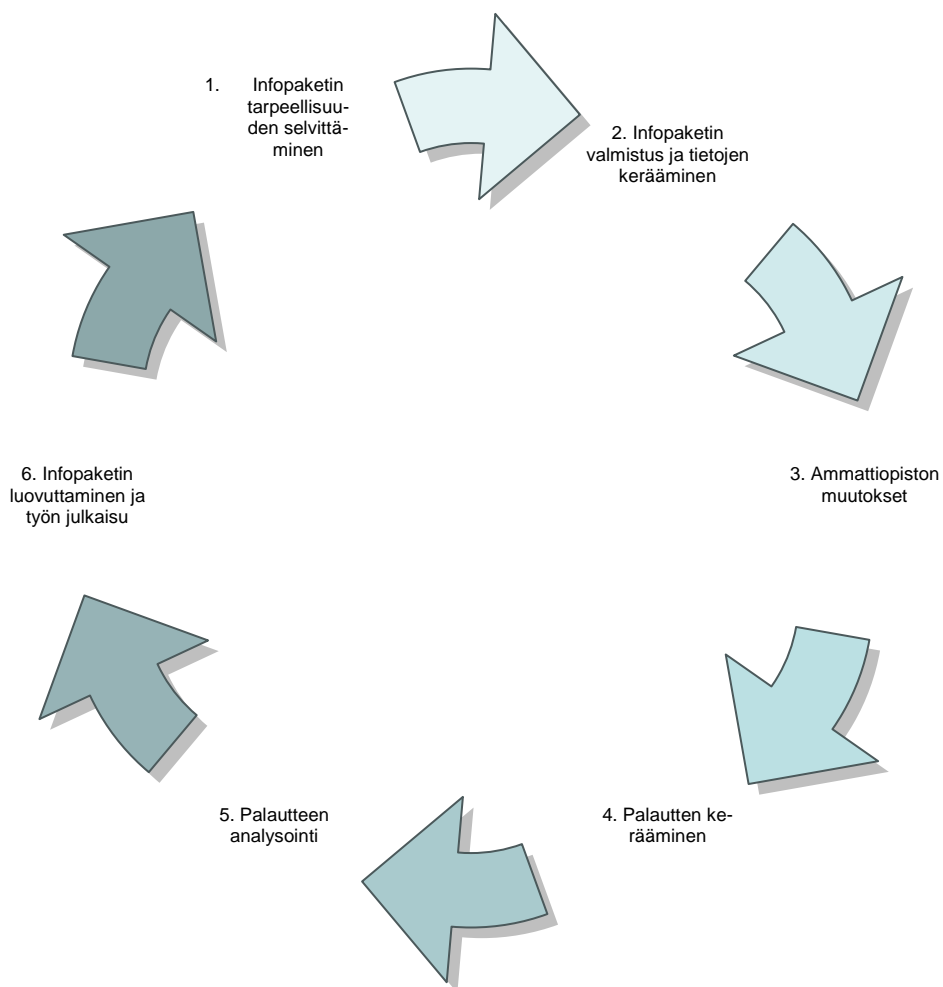 1. Infopaketin
tarpeellisuu-
den selvittä-
minen
2. Infopaketin
valmistus ja tietojen
kerääminen
3. Ammattiopiston
muutokset
4. Palautten ke-
rääminen
5. Palautteen
analysointi
6. Infopaketin
luovuttaminen ja
työn julkaisu